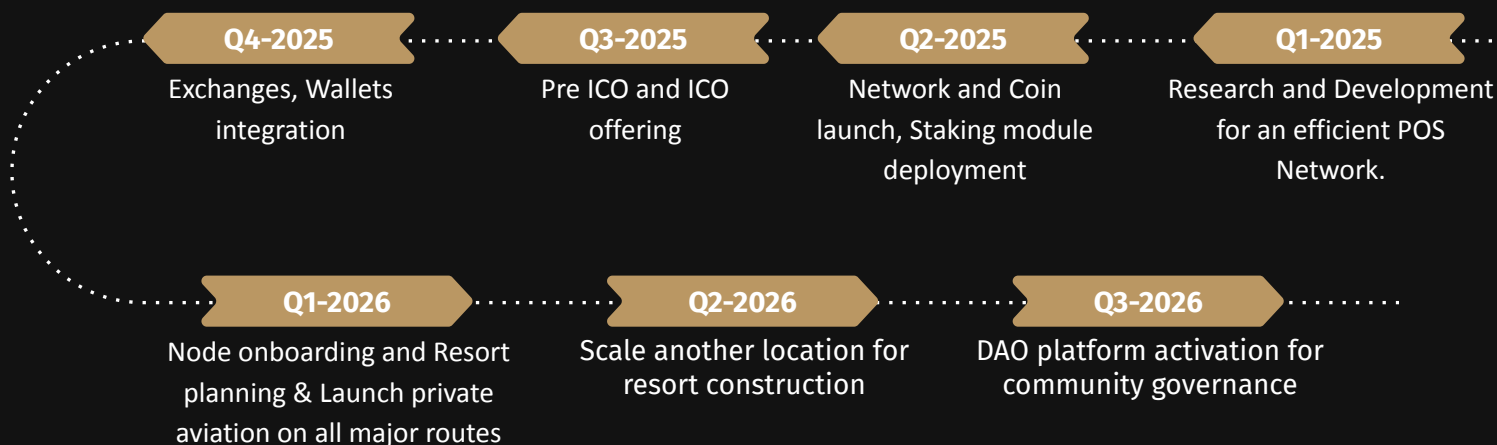 Q4-2025
Exchanges, Wallets
integration
Q3-2025
Pre ICO and ICO
offering
Q2-2025
Network and Coin
launch, Staking module
deployment
Q1-2025
Research and Development
for an efficient POS
Network.
Q1-2026
Node onboarding and Resort
planning & Launch private
aviation on all major routes
Q2-2026
Scale another location for
resort construction
Q3-2026
DAO platform activation for
community governance